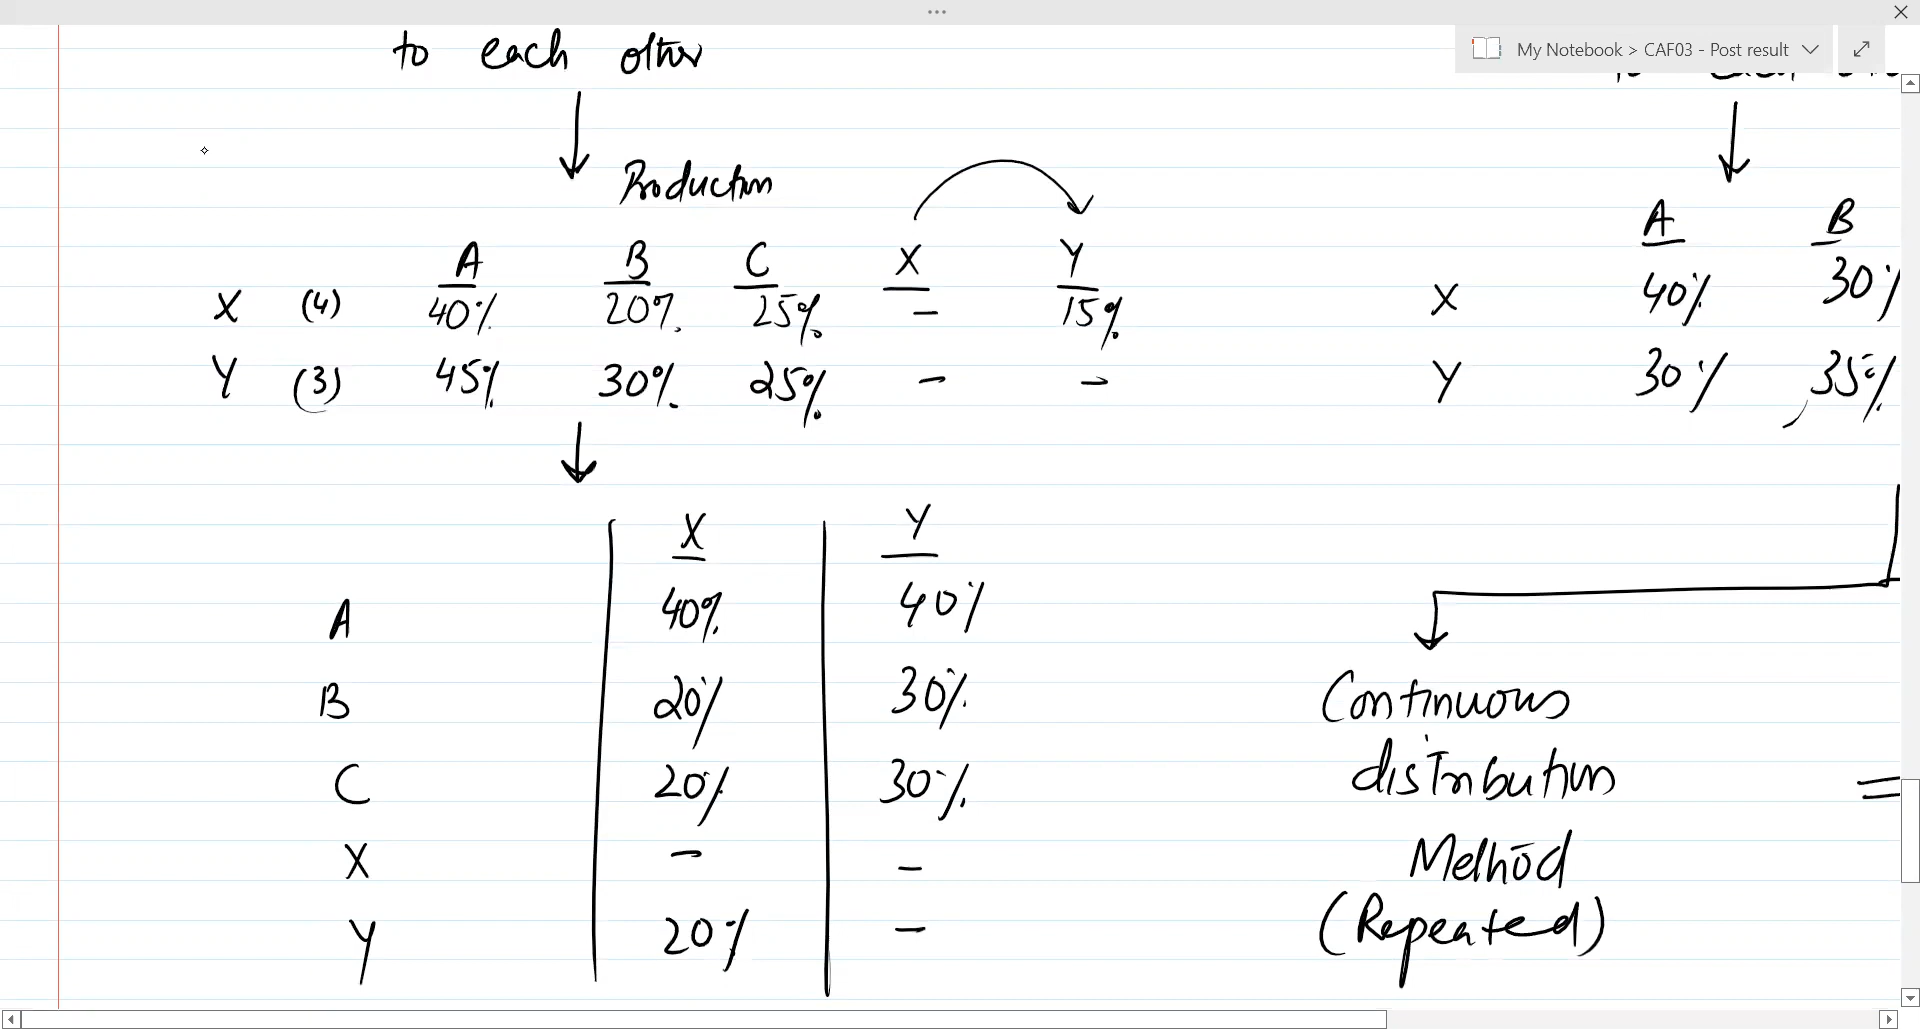 My Notebook > CAF03 - Post result
to each other
Production
A B C X Y
X (4) 40% 20% 25% - 15%
Y (3) 45% 30% 25% - -
A B
X 40% 30%
Y 30% 35%
X Y
A 40% 40%
B 20% 30%
C 20% 30%
X - -
Y 20% -
Continuous
distribution =
Method
(Repeated)